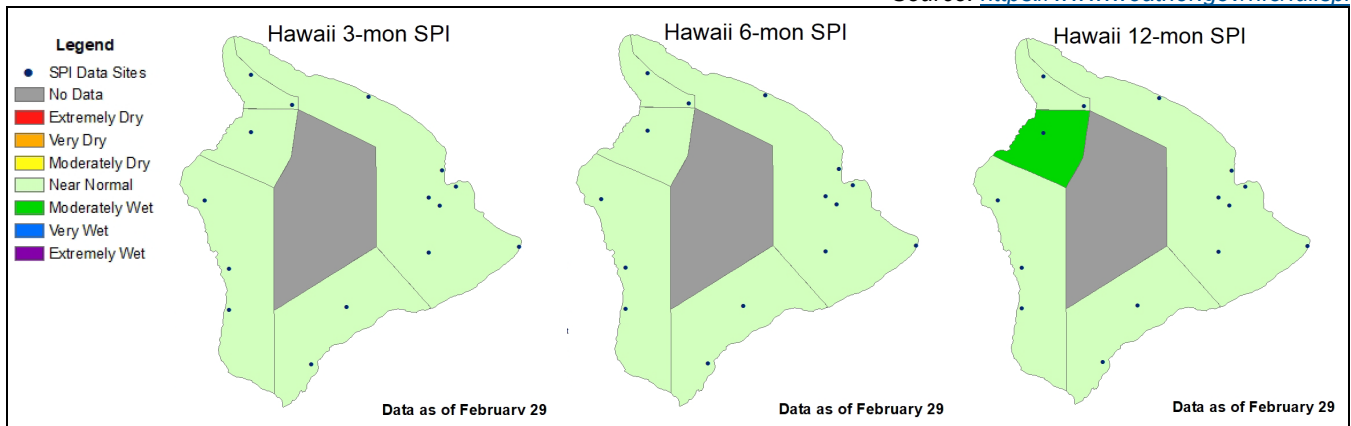 Hawaii 3-mon SPI
Hawaii 6-mon SPI
Hawaii 12-mon SPI
Legend
SPI Data Sites
No Data
Extremely Dry
Very Dry
Moderately Dry
Near Normal
Moderately Wet
Very Wet
Extremely Wet
t
Data as of February 29
Data as of February 29
Data as of February 29